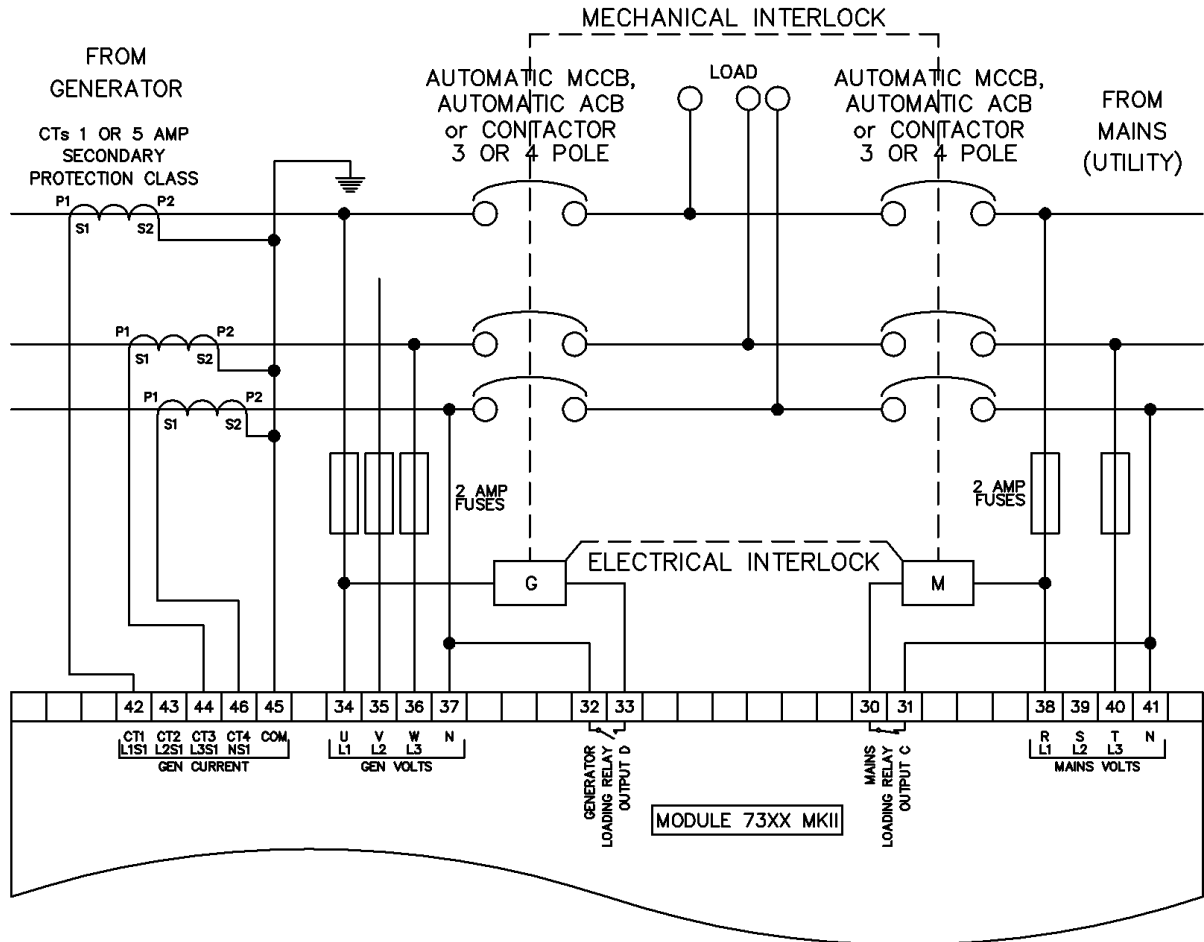 MECHANICAL INTERLOCK
FROM
GENERATOR
CTs 1 OR 5 AMP
SECONDARY
PROTECTION CLASS
AUTOMATIC MCCB,
AUTOMATIC ACB
or CONTACTOR
3 OR 4 POLE
LOAD
AUTOMATIC MCCB,
AUTOMATIC ACB
or CONTACTOR
3 OR 4 POLE
FROM
MAINS
(UTILITY)
P1 P2
S1 S2
P1 P2
S1 S2
P1 P2
S1 S2
2 AMP
FUSES
2 AMP
FUSES
ELECTRICAL INTERLOCK
G
M
42 43 44 46 45 34 35 36 37 32 33 30 31 38 39 40 41
CT1 CT2 CT3 CT4 COM
L1S1 L2S1 L3S1 NS1
GEN CURRENT
U V W N
L1 L2 L3
GEN VOLTS
GENERATOR
LOADING RELAY
OUTPUT D
MAINS
LOADING RELAY
OUTPUT C
R S T N
L1 L2 L3
MAINS VOLTS
MODULE 73XX MKII